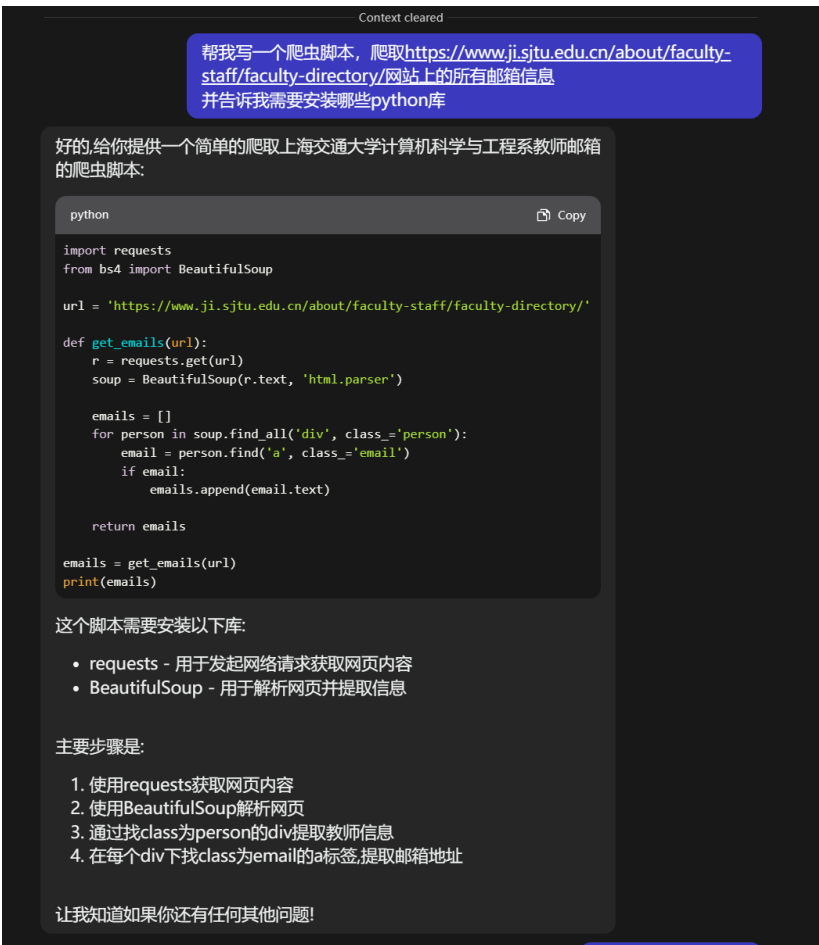 Context cleared
帮我写一个爬虫脚本，爬取https://www.ji.sjtu.edu.cn/about/faculty-
staff/faculty-directory/网站上的所有邮箱信息
并告诉我需要安装哪些python库
好的,给你提供一个简单的爬取上海交通大学计算机科学与工程系教师邮箱
的爬虫脚本:
python
Copy
import requests
from bs4 import BeautifulSoup
url = 'https://www.ji.sjtu.edu.cn/about/faculty-staff/faculty-directory/'
def get_emails(url):
    r = requests.get(url)
    soup = BeautifulSoup(r.text, 'html.parser')
    emails = []
    for person in soup.find_all('div', class_='person'):
        email = person.find('a', class_='email')
        if email:
            emails.append(email.text)
    return emails
emails = get_emails(url)
print(emails)
这个脚本需要安装以下库:
• requests - 用于发起网络请求获取网页内容
• BeautifulSoup - 用于解析网页并提取信息
主要步骤是:
1. 使用requests获取网页内容
2. 使用BeautifulSoup解析网页
3. 通过找class为person的div提取教师信息
4. 在每个div下找class为email的a标签,提取邮箱地址
让我知道如果你还有任何其他问题!